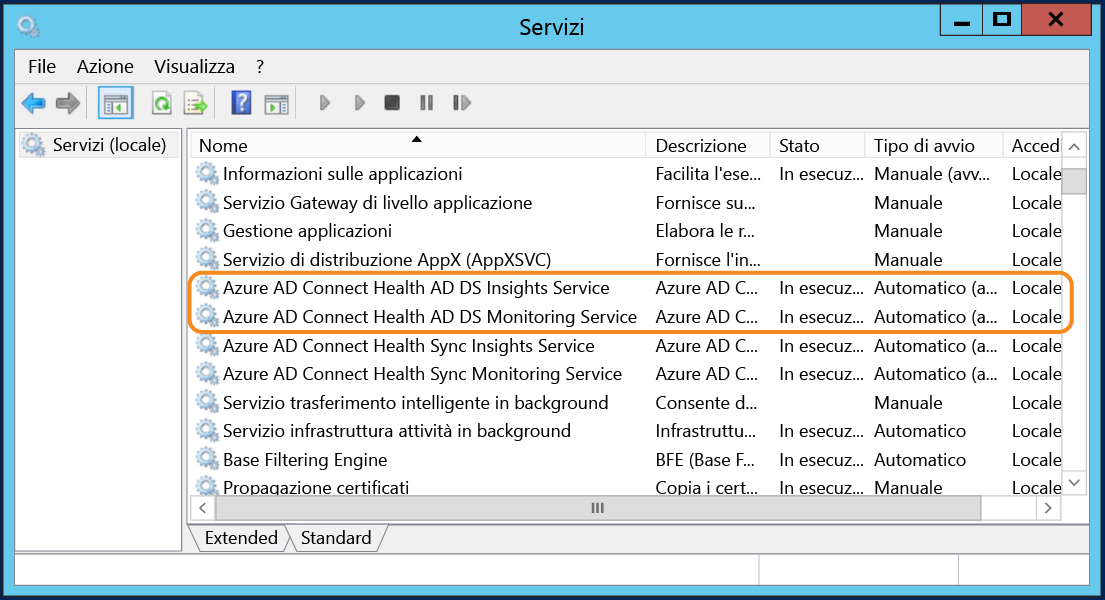 Servizi
File Azione Visualizza ?
Servizi (locale)
Nome Descrizione Stato Tipo di avvio Acced
Informazioni sulle applicazioni Facilita l'ese... In esecuz... Manuale (avv... Locale
Servizio Gateway di livello applicazione Fornisce su... Manuale Locale
Gestione applicazioni Elabora le r... Manuale Locale
Servizio di distribuzione AppX (AppXSVC) Fornisce l'in... Manuale Locale
Azure AD Connect Health AD DS Insights Service Azure AD C... In esecuz... Automatico (a... Locale
Azure AD Connect Health AD DS Monitoring Service Azure AD C... In esecuz... Automatico (a... Locale
Azure AD Connect Health Sync Insights Service Azure AD C... In esecuz... Automatico (a... Locale
Azure AD Connect Health Sync Monitoring Service Azure AD C... In esecuz... Automatico (a... Locale
Servizio trasferimento intelligente in background Consente d... Manuale Locale
Servizio infrastruttura attività in background Infrastruttu... In esecuz... Automatico Locale
Base Filtering Engine BFE (Base F... In esecuz... Automatico Locale
Propagazione certificati Copia i cert... In esecuz... Manuale Locale
Extended Standard